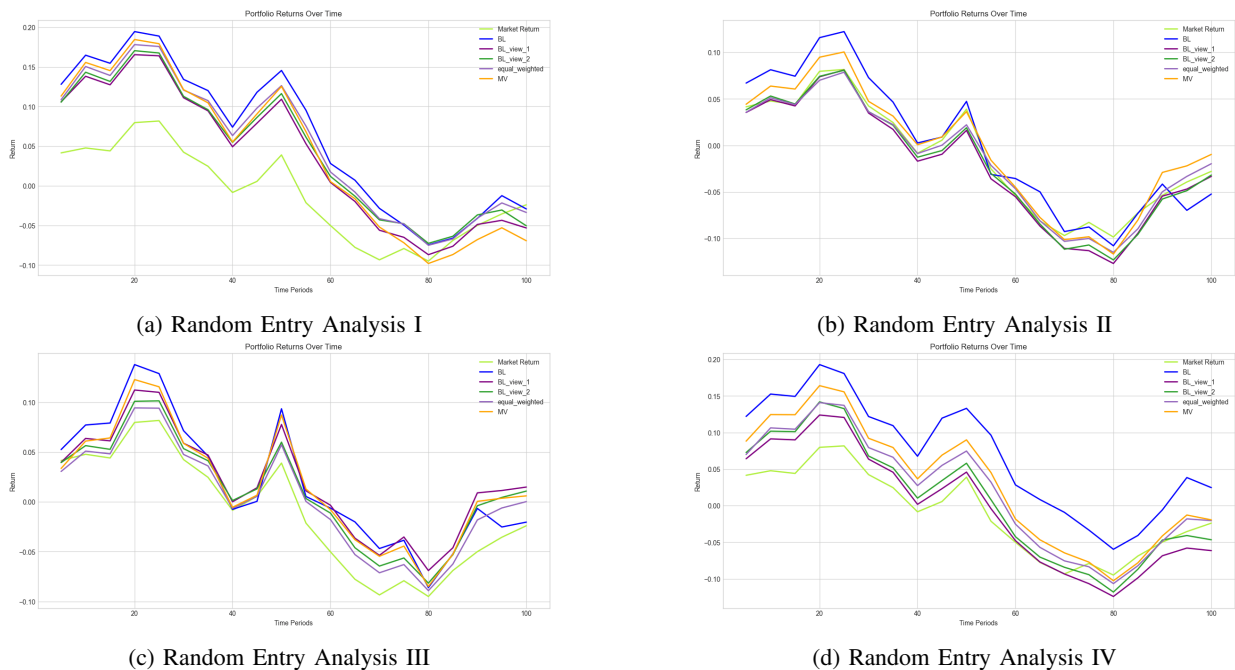 Portfolio Returns Over Time
Market Return
BL
BL_view_1
BL_view_2
equal_weighted
MV
0.20
0.15
0.10
0.05
0.00
−0.05
−0.10
Return
20
40
60
80
100
Time Periods
(a) Random Entry Analysis I
Portfolio Returns Over Time
Market Return
BL
BL_view_1
BL_view_2
equal_weighted
MV
0.10
0.05
0.00
−0.05
−0.10
Return
20
40
60
80
100
Time Periods
(b) Random Entry Analysis II
Portfolio Returns Over Time
Market Return
BL
BL_view_1
BL_view_2
equal_weighted
MV
0.10
0.05
0.00
−0.05
−0.10
Return
20
40
60
80
100
Time Periods
(c) Random Entry Analysis III
Portfolio Returns Over Time
Market Return
BL
BL_view_1
BL_view_2
equal_weighted
MV
0.20
0.15
0.10
0.05
0.00
−0.05
−0.10
Return
20
40
60
80
100
Time Periods
(d) Random Entry Analysis IV